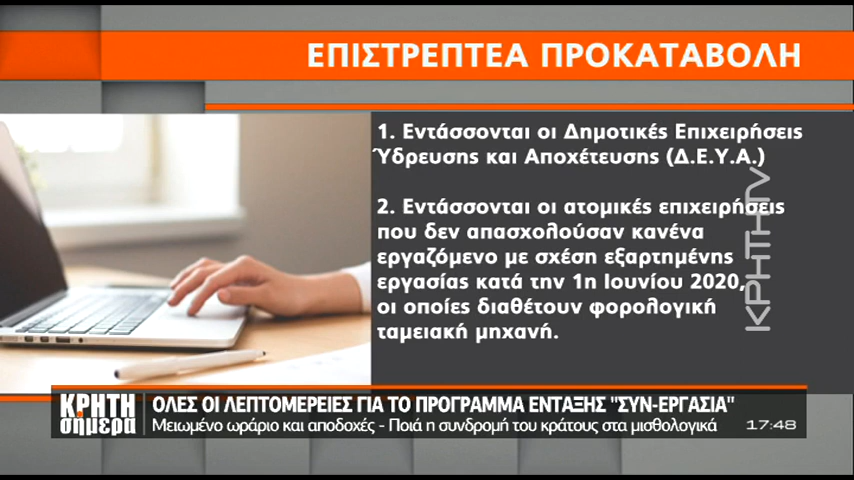 ΕΠΙΣΤΡΕΠΤΕΑ ΠΡΟΚΑΤΑΒΟΛΗ
1. Εντάσσονται οι Δημοτικές Επιχειρήσεις
Ύδρευσης και Αποχέτευσης (Δ.Ε.Υ.Α.)
2. Εντάσσονται οι ατομικές επιχειρήσεις
που δεν απασχολούσαν κανένα
εργαζόμενο με σχέση εξαρτημένης
εργασίας κατά την 1η Ιουνίου 2020,
οι οποίες διαθέτουν φορολογική
ταμειακή μηχανή.
ΚΡΗΤΗTV
ΚΡΗΤΗ
σήμερα
ΟΛΕΣ ΟΙ ΛΕΠΤΟΜΕΡΕΙΕΣ ΓΙΑ ΤΟ ΠΡΟΓΡΑΜΜΑ ΕΝΤΑΞΗΣ "ΣΥΝ-ΕΡΓΑΣΙΑ"
Μειωμένο ωράριο και αποδοχές - Ποιά η συνδρομή του κράτους στα μισθολογικά
17:48